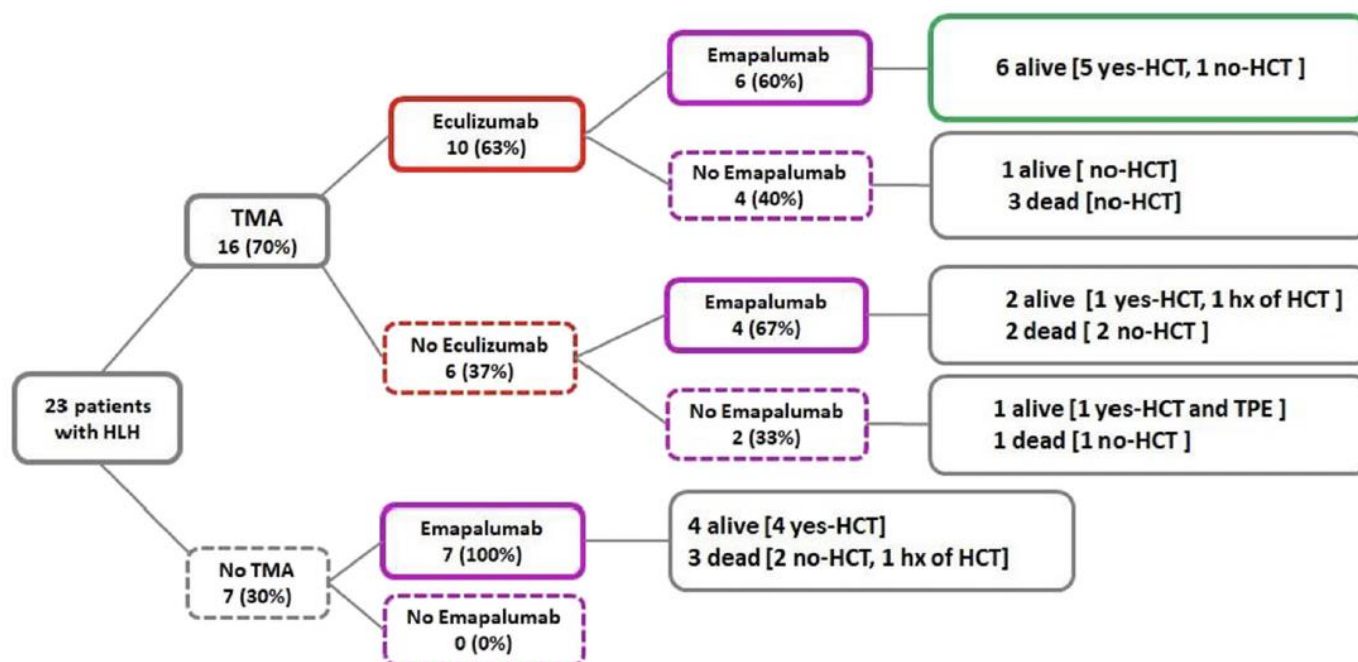 23 patients
with HLH
TMA
16 (70%)
Eculizumab
10 (63%)
Emapalumab
6 (60%)
6 alive [5 yes-HCT, 1 no-HCT ]
No Emapalumab
4 (40%)
1 alive [ no-HCT]
3 dead [no-HCT]
No Eculizumab
6 (37%)
Emapalumab
4 (67%)
2 alive [1 yes-HCT, 1 hx of HCT ]
2 dead [ 2 no-HCT ]
No Emapalumab
2 (33%)
1 alive [1 yes-HCT and TPE ]
1 dead [1 no-HCT ]
No TMA
7 (30%)
Emapalumab
7 (100%)
4 alive [4 yes-HCT]
3 dead [2 no-HCT, 1 hx of HCT]
No Emapalumab
0 (0%)